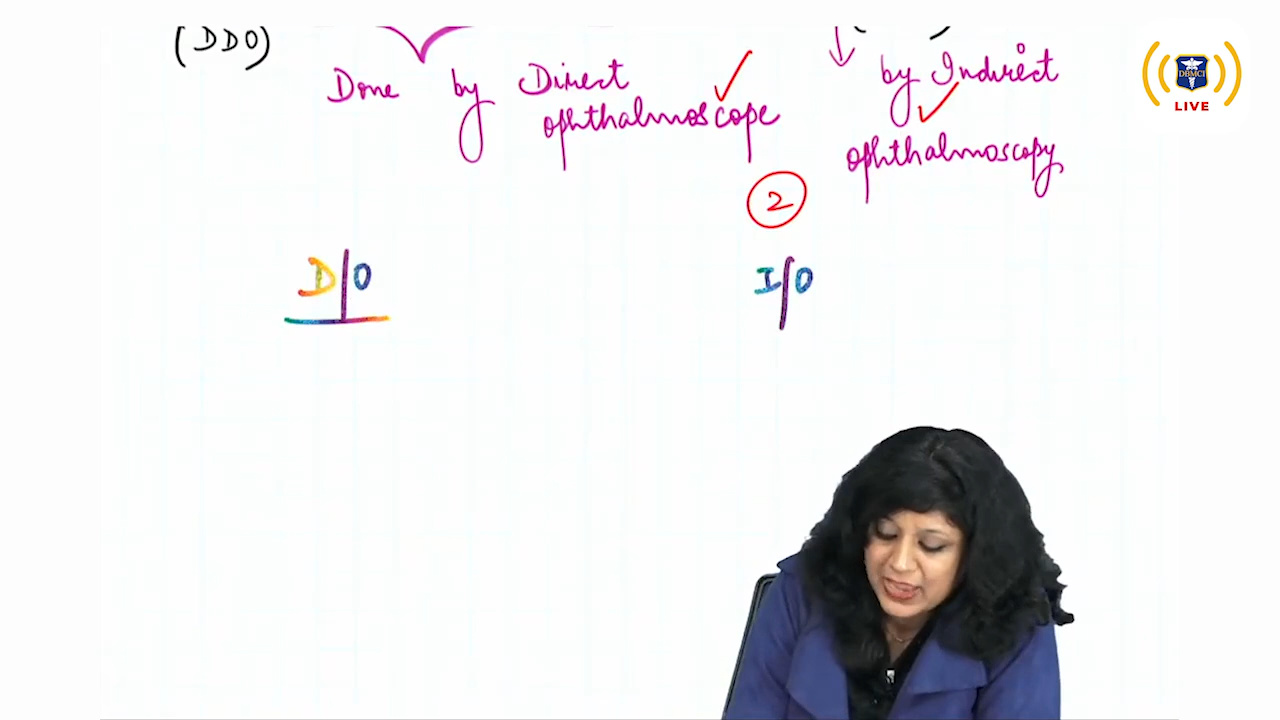 (DDO)
Done by Direct
ophthalmoscope
by Indirect
ophthalmoscopy
2
D/O
I/O
DBMCI
LIVE